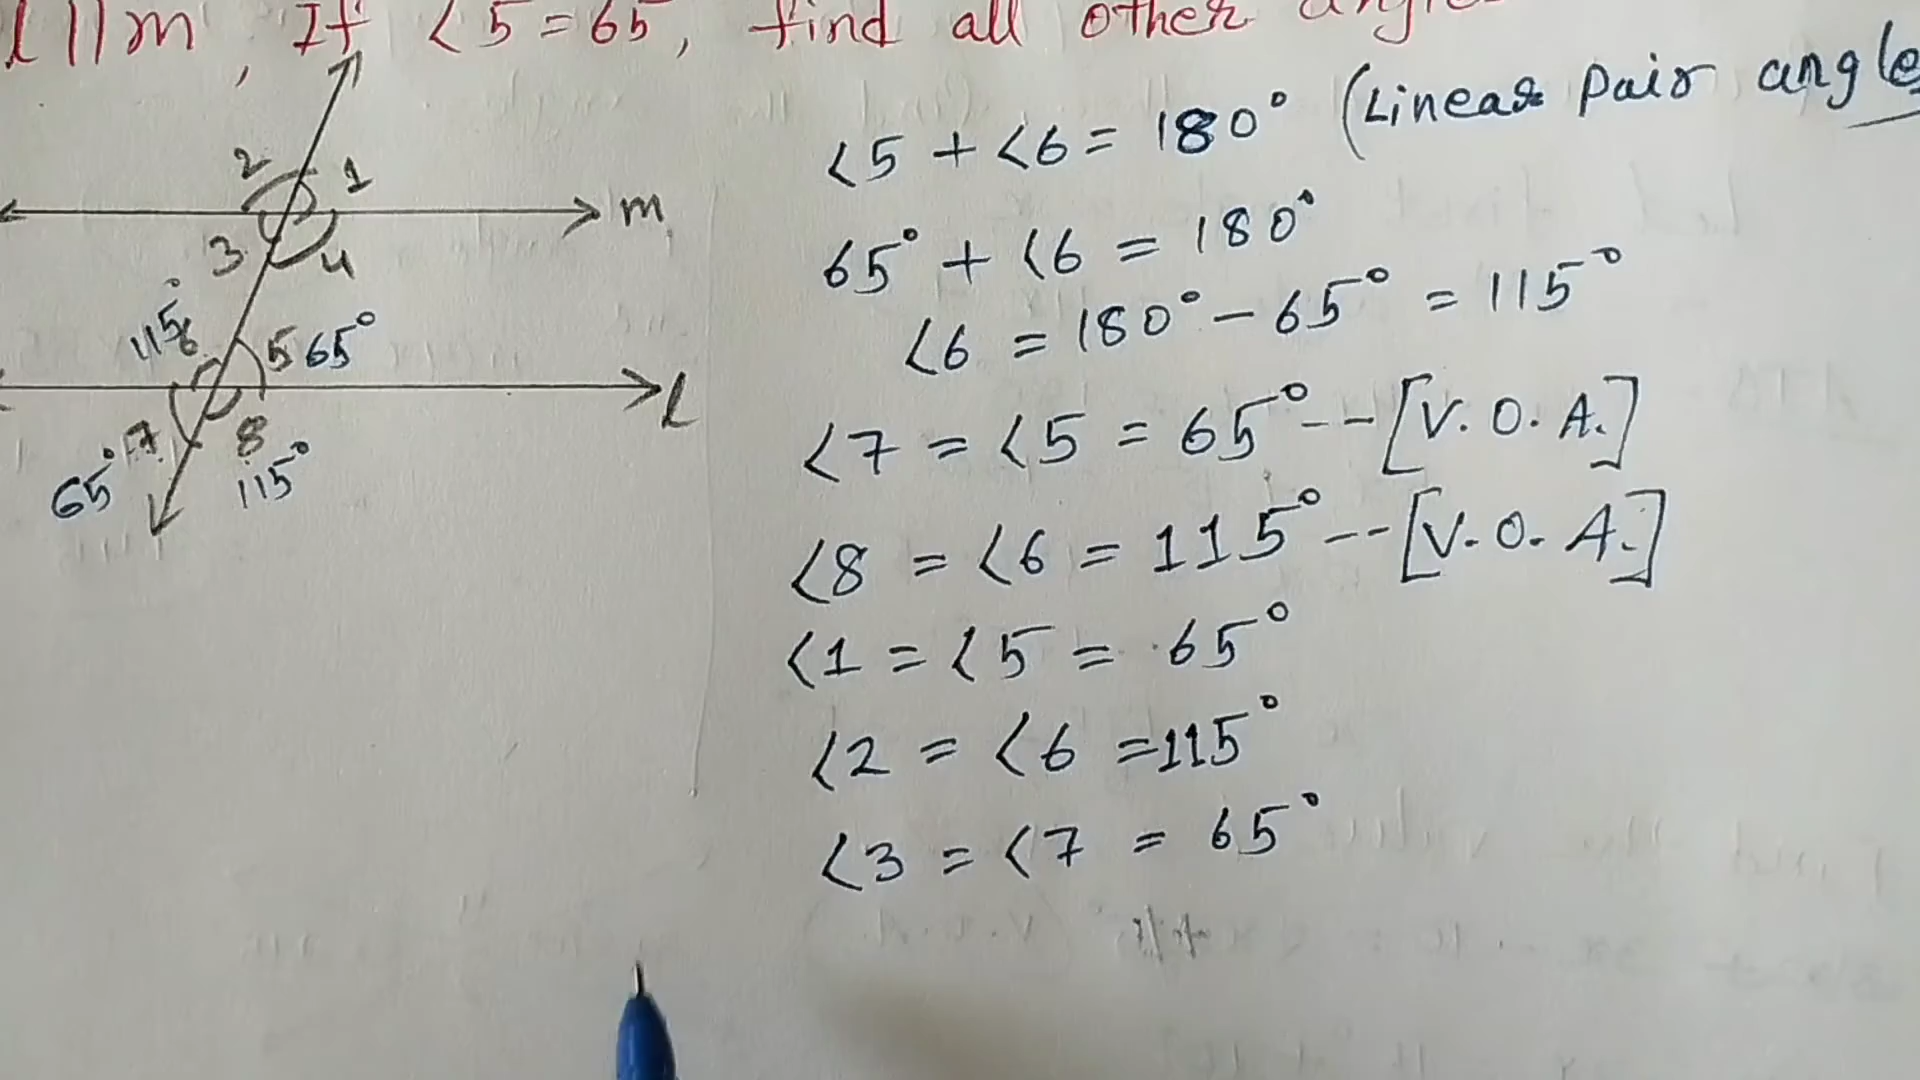 l || m, If <5 = 65, find all other
<5 + <6 = 180° (Linear Pair angles
65° + <6 = 180°
<6 = 180° - 65° = 115°
<7 = <5 = 65° -- [V. O. A.]
<8 = <6 = 115° -- [V. O. A.]
<1 = <5 = 65°
<2 = <6 = 115°
<3 = <7 = 65°
2 1
m
3 4
115° 6 5 65°
l
65° 7 8
115°